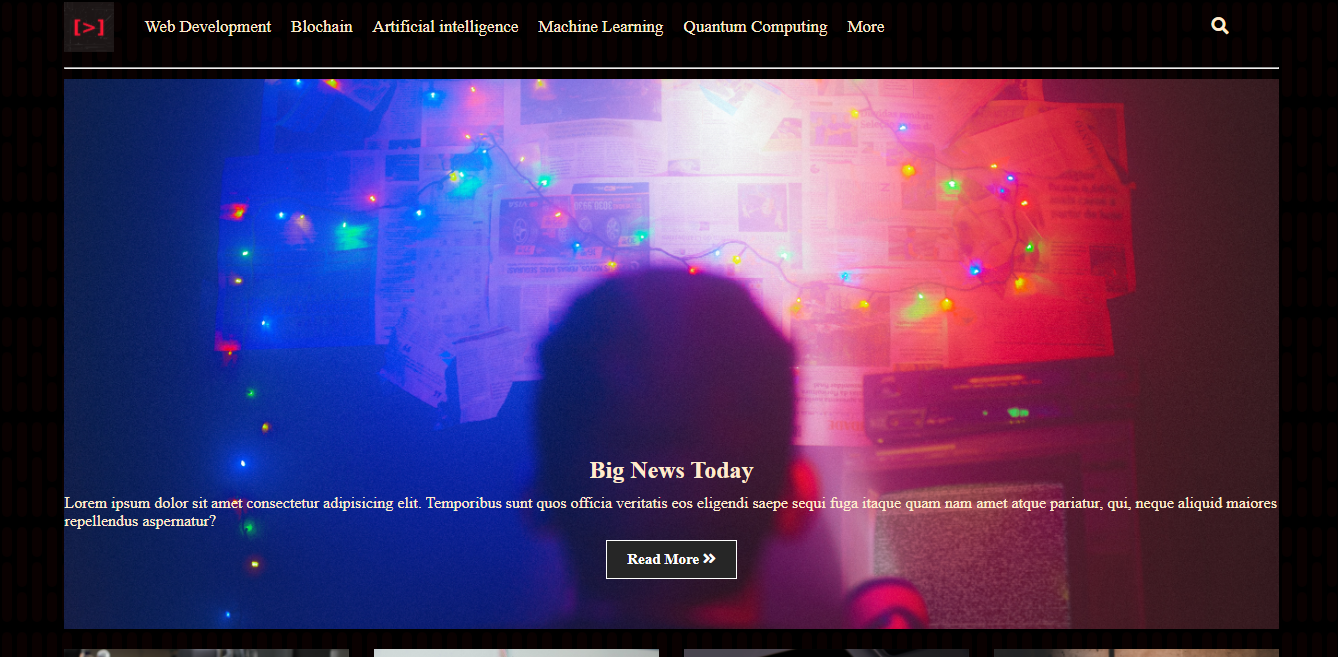 [>]
Web Development Blochain Artificial intelligence Machine Learning Quantum Computing More
Big News Today
Lorem ipsum dolor sit amet consectetur adipisicing elit. Temporibus sunt quos officia veritatis eos eligendi saepe sequi fuga itaque quam nam amet atque pariatur, qui, neque aliquid maiores
repellendus aspernatur?
Read More »